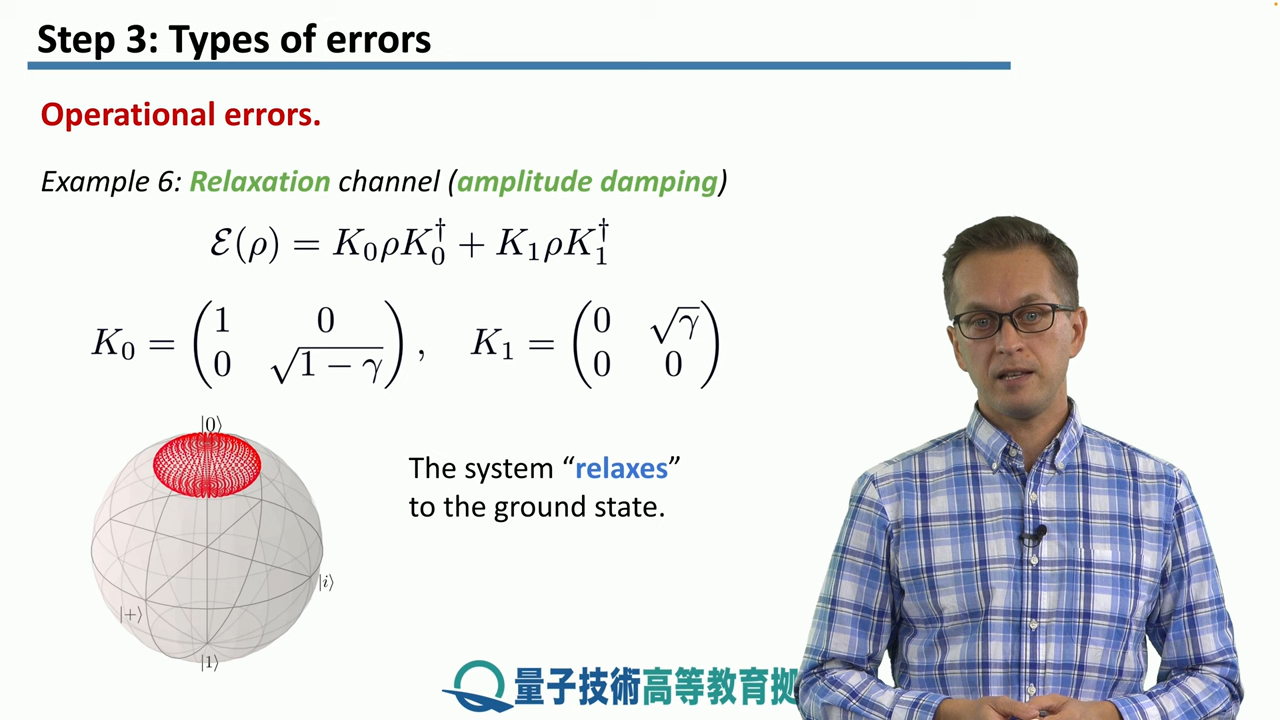 Step 3: Types of errors
Operational errors.
Example 6: Relaxation channel (amplitude damping)
ℰ(ρ) = K₀ρK₀† + K₁ρK₁†
K₀ = (1 0; 0 √(1 − γ)), K₁ = (0 √γ; 0 0)
|0⟩
The system “relaxes”
to the ground state.
|i⟩
|+⟩
|1⟩
量子技術高等教育拠